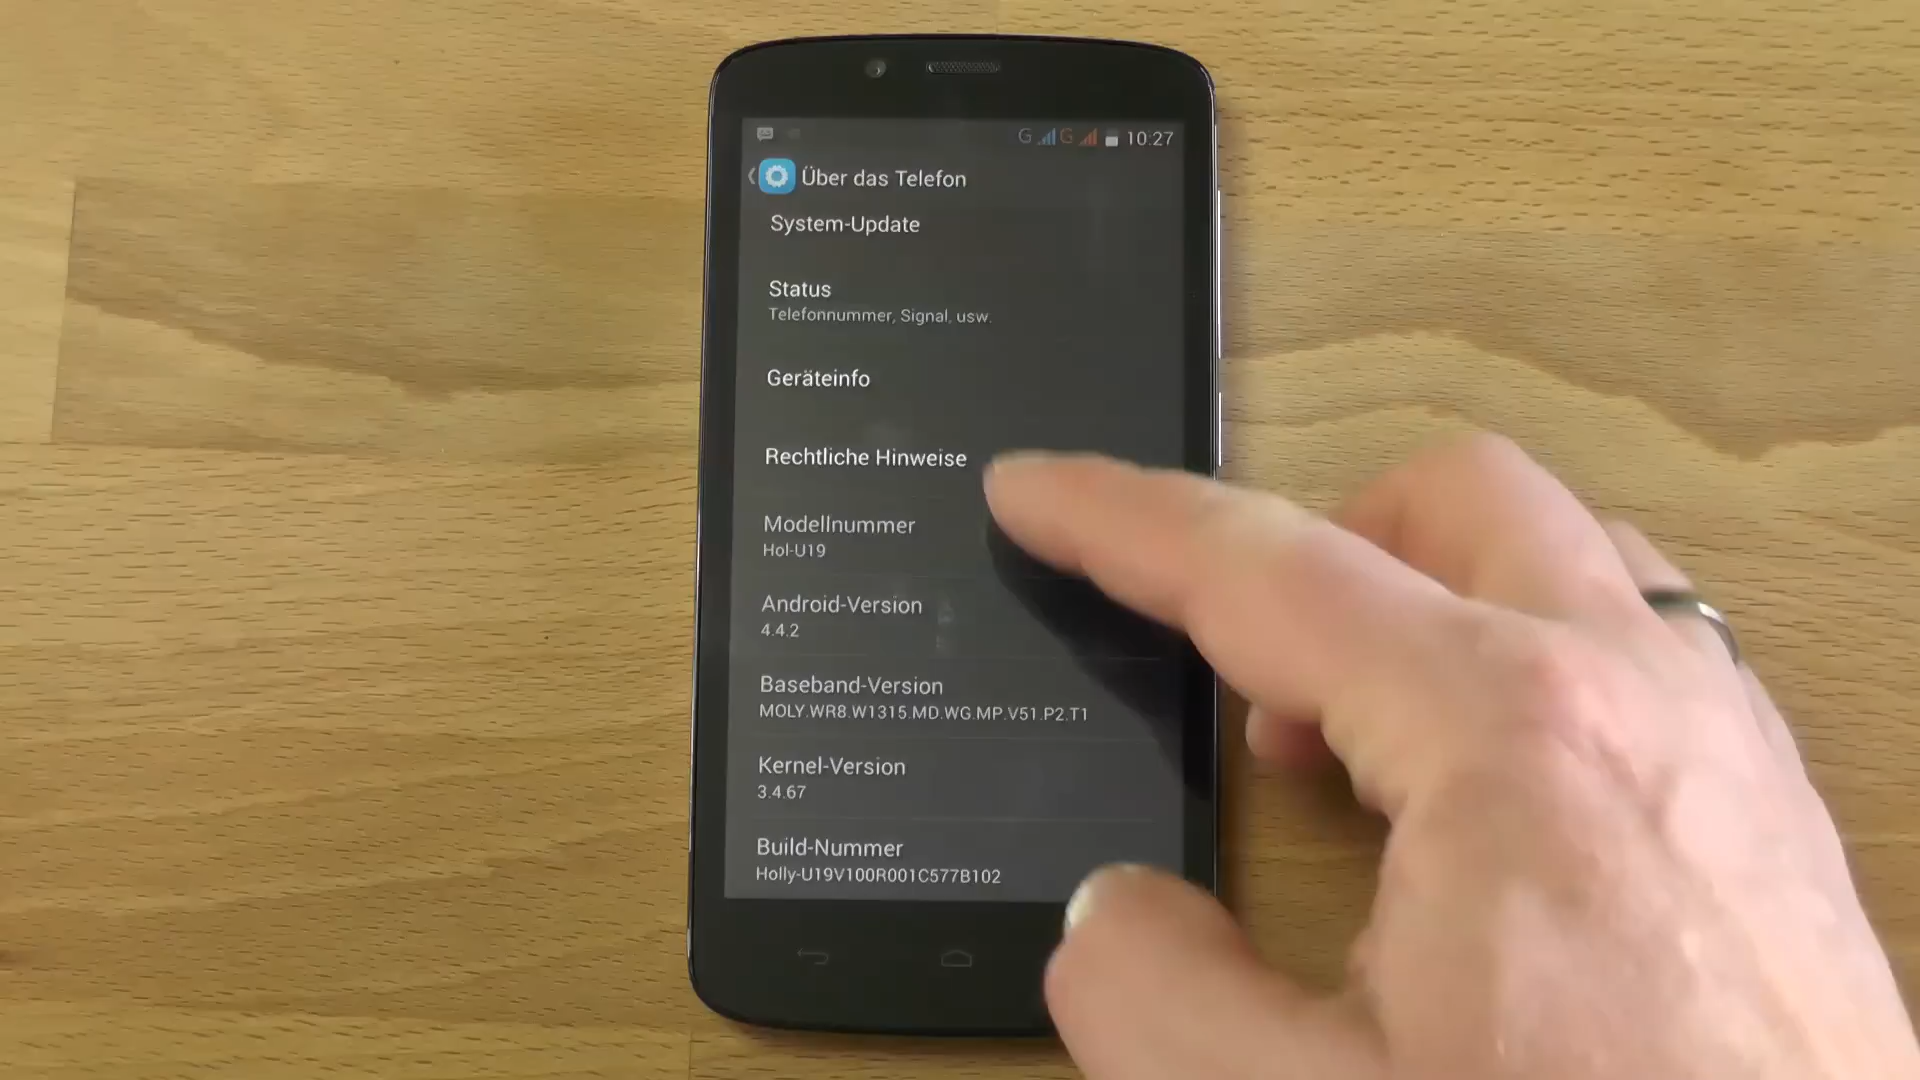 G G 10:27
Über das Telefon
System-Update
Status
Telefonnummer, Signal, usw.
Geräteinfo
Rechtliche Hinweise
Modellnummer
Hol-U19
Android-Version
4.4.2
Baseband-Version
MOLY.WR8.W1315.MD.WG.MP.V51.P2.T1
Kernel-Version
3.4.67
Build-Nummer
Holly-U19V100R001C577B102